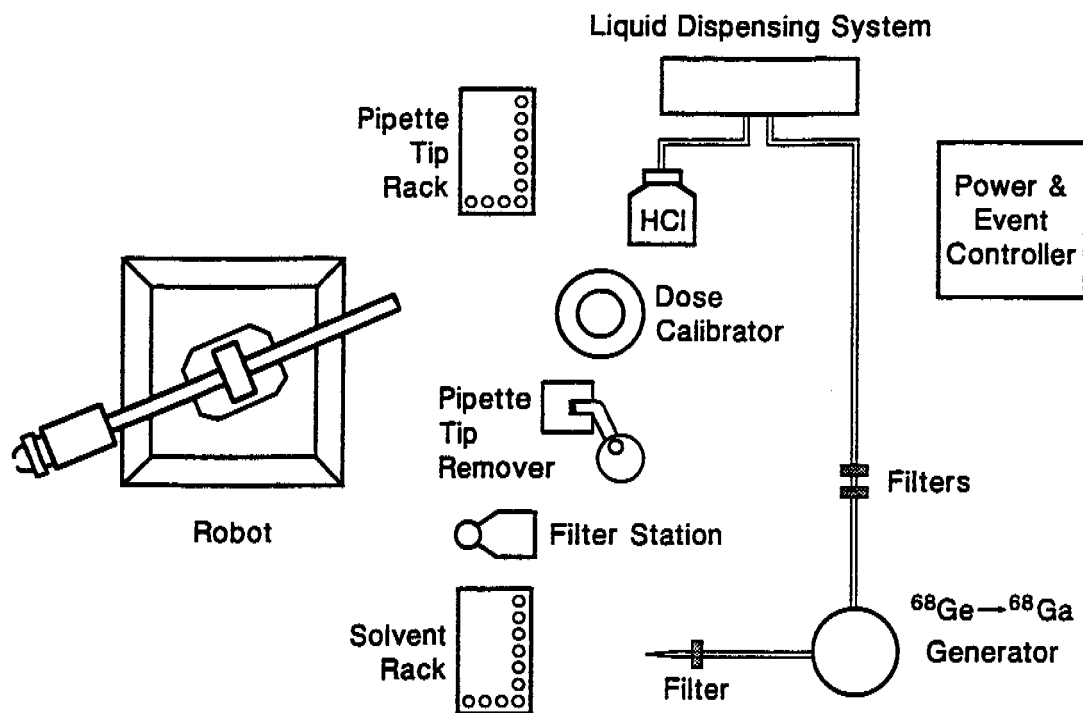 Liquid Dispensing System
Pipette
Tip
Rack
HCl
Power &
Event
Controller
Dose
Calibrator
Pipette
Tip
Remover
Filters
Robot
Filter Station
⁶⁸Ge→⁶⁸Ga
Generator
Solvent
Rack
Filter